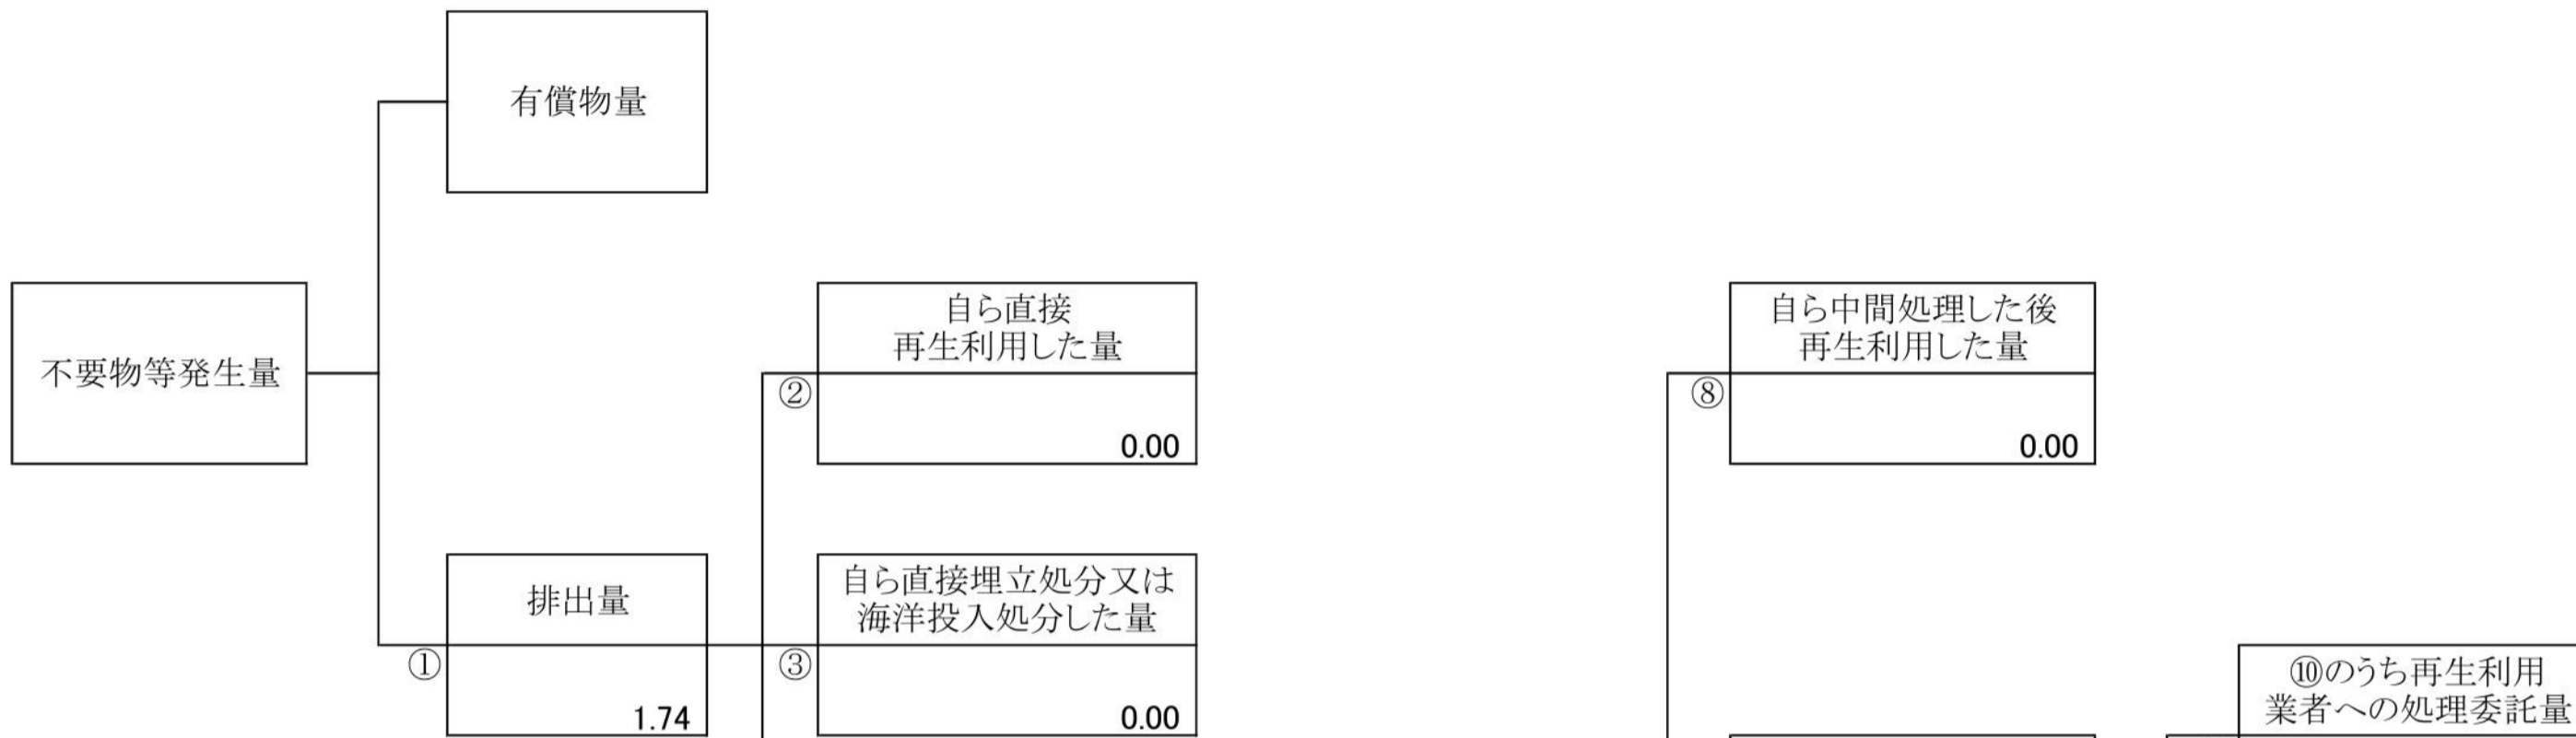 有償物量
不要物等発生量
自ら直接
再生利用した量
②
0.00
自ら中間処理した後
再生利用した量
⑧
0.00
排出量
①
1.74
自ら直接埋立処分又は
海洋投入処分した量
③
0.00
⑩のうち再生利用
業者への処理委託量